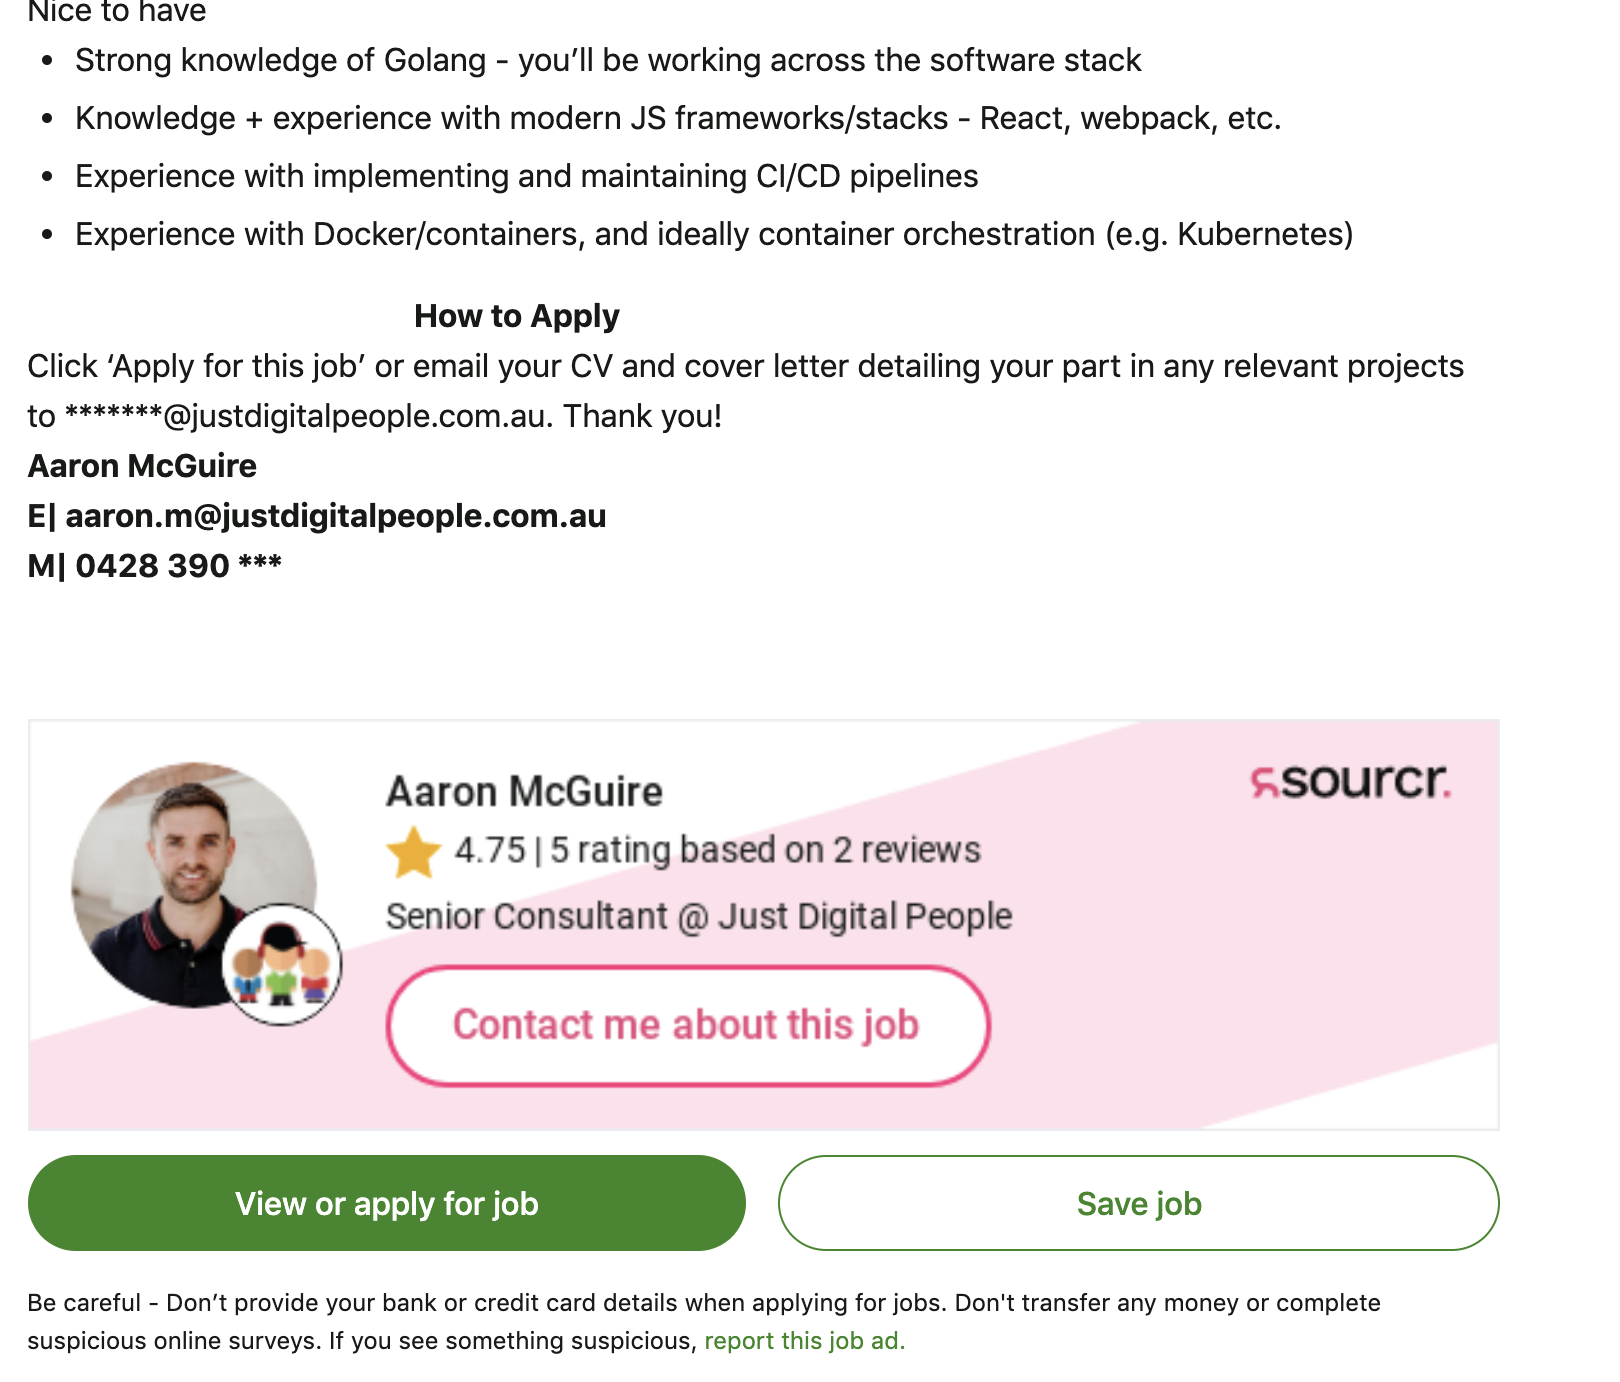 Nice to have
• Strong knowledge of Golang - you’ll be working across the software stack
• Knowledge + experience with modern JS frameworks/stacks - React, webpack, etc.
• Experience with implementing and maintaining CI/CD pipelines
• Experience with Docker/containers, and ideally container orchestration (e.g. Kubernetes)
How to Apply
Click ‘Apply for this job’ or email your CV and cover letter detailing your part in any relevant projects
to *******@justdigitalpeople.com.au. Thank you!
Aaron McGuire
E| aaron.m@justdigitalpeople.com.au
M| 0428 390 ***
sourcr.
Aaron McGuire
4.75 | 5 rating based on 2 reviews
Senior Consultant @ Just Digital People
Contact me about this job
View or apply for job
Save job
Be careful - Don’t provide your bank or credit card details when applying for jobs. Don't transfer any money or complete
suspicious online surveys. If you see something suspicious, report this job ad.